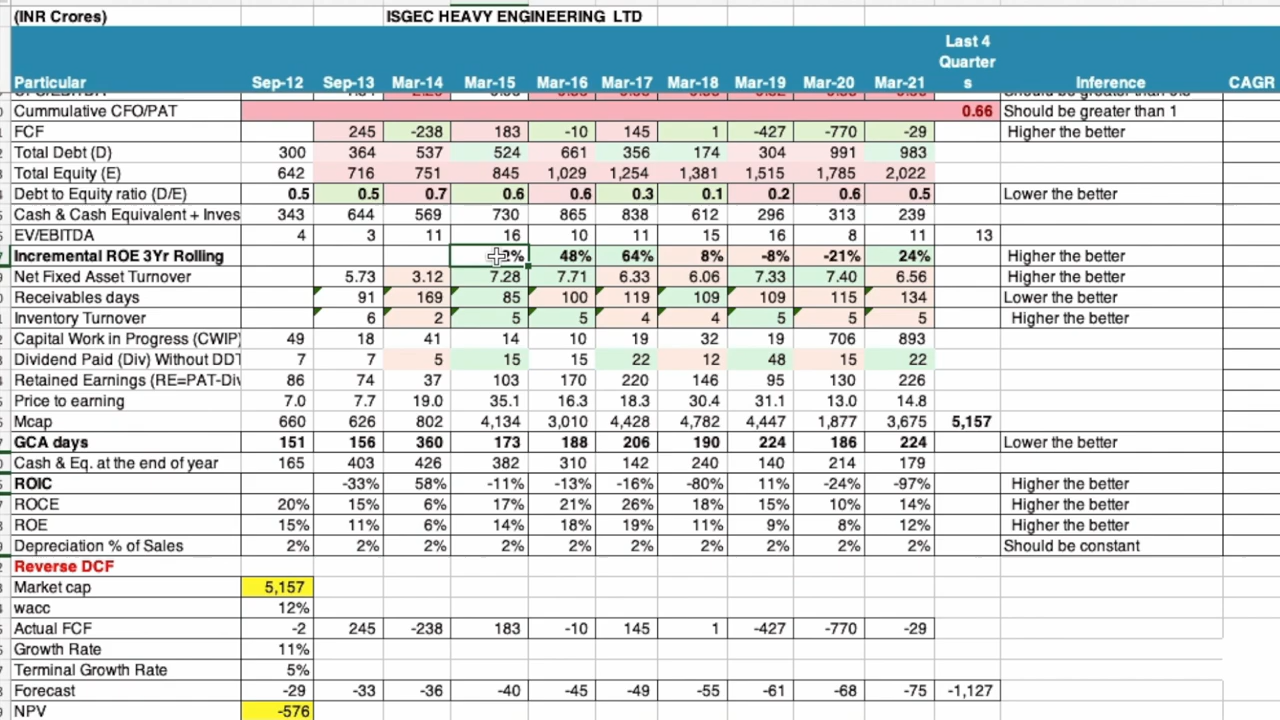 (INR Crores) ISGEC HEAVY ENGINEERING LTD
Particular Sep-12 Sep-13 Mar-14 Mar-15 Mar-16 Mar-17 Mar-18 Mar-19 Mar-20 Mar-21 Last 4 Quarter s Inference CAGR
Cummulative CFO/PAT 0.66 Should be greater than 1
FCF 245 -238 183 -10 145 1 -427 -770 -29 Higher the better
Total Debt (D) 300 364 537 524 661 356 174 304 991 983
Total Equity (E) 642 716 751 845 1,029 1,254 1,381 1,515 1,785 2,022
Debt to Equity ratio (D/E) 0.5 0.5 0.7 0.6 0.6 0.3 0.1 0.2 0.6 0.5 Lower the better
Cash & Cash Equivalent + Inves 343 644 569 730 865 838 612 296 313 239
EV/EBITDA 4 3 11 16 10 11 15 16 8 11 13
Incremental ROE 3Yr Rolling 48% 64% 8% -8% -21% 24% Higher the better
Net Fixed Asset Turnover 5.73 3.12 7.28 7.71 6.33 6.06 7.33 7.40 6.56 Higher the better
Receivables days 91 169 85 100 119 109 109 115 134 Lower the better
Inventory Turnover 6 2 5 5 4 4 5 5 5 Higher the better
Capital Work in Progress (CWIP) 49 18 41 14 10 19 32 19 706 893
Dividend Paid (Div) Without DDT 7 7 5 15 15 22 12 48 15 22
Retained Earnings (RE=PAT-Div 86 74 37 103 170 220 146 95 130 226
Price to earning 7.0 7.7 19.0 35.1 16.3 18.3 30.4 31.1 13.0 14.8
Mcap 660 626 802 4,134 3,010 4,428 4,782 4,447 1,877 3,675 5,157
GCA days 151 156 360 173 188 206 190 224 186 224 Lower the better
Cash & Eq. at the end of year 165 403 426 382 310 142 240 140 214 179
ROIC -33% 58% -11% -13% -16% -80% 11% -24% -97% Higher the better
ROCE 20% 15% 6% 17% 21% 26% 18% 15% 10% 14% Higher the better
ROE 15% 11% 6% 14% 18% 19% 11% 9% 8% 12% Higher the better
Depreciation % of Sales 2% 2% 2% 2% 2% 2% 2% 2% 2% 2% Should be constant
Reverse DCF
Market cap 5,157
wacc 12%
Actual FCF -2 245 -238 183 -10 145 1 -427 -770 -29
Growth Rate 11%
Terminal Growth Rate 5%
Forecast -29 -33 -36 -40 -45 -49 -55 -61 -68 -75 -1,127
NPV -576